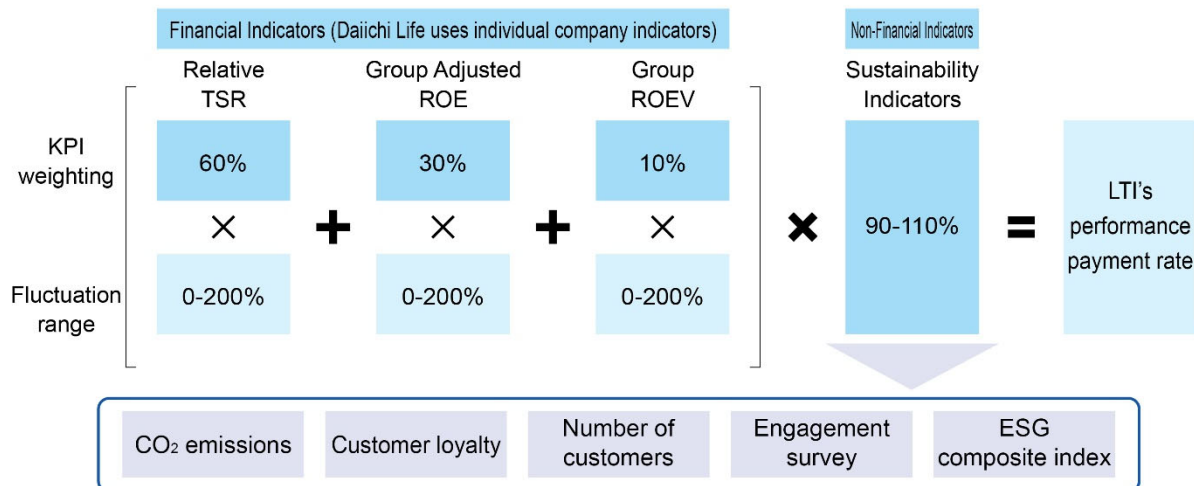 Financial Indicators (Daiichi Life uses individual company indicators)
Non-Financial Indicators
Relative
TSR
Group Adjusted
ROE
Group
ROEV
Sustainability
Indicators
KPI
weighting
60%
30%
10%
×
+
×
+
×
×
90-110%
=
LTI's
performance
payment rate
Fluctuation
range
0-200%
0-200%
0-200%
CO₂ emissions
Customer loyalty
Number of
customers
Engagement
survey
ESG
composite index